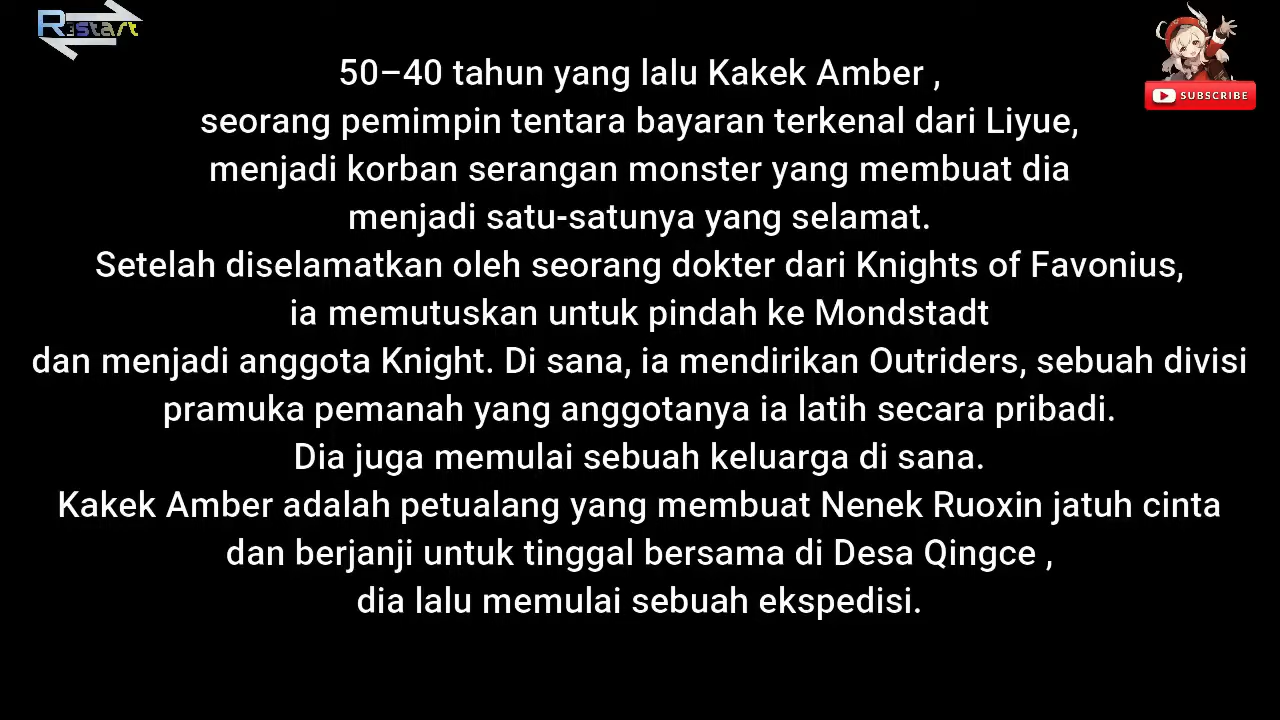 R3start
SUBSCRIBE
50–40 tahun yang lalu Kakek Amber ,
seorang pemimpin tentara bayaran terkenal dari Liyue,
menjadi korban serangan monster yang membuat dia
menjadi satu-satunya yang selamat.
Setelah diselamatkan oleh seorang dokter dari Knights of Favonius,
ia memutuskan untuk pindah ke Mondstadt
dan menjadi anggota Knight. Di sana, ia mendirikan Outriders, sebuah divisi
pramuka pemanah yang anggotanya ia latih secara pribadi.
Dia juga memulai sebuah keluarga di sana.
Kakek Amber adalah petualang yang membuat Nenek Ruoxin jatuh cinta
dan berjanji untuk tinggal bersama di Desa Qingce ,
dia lalu memulai sebuah ekspedisi.